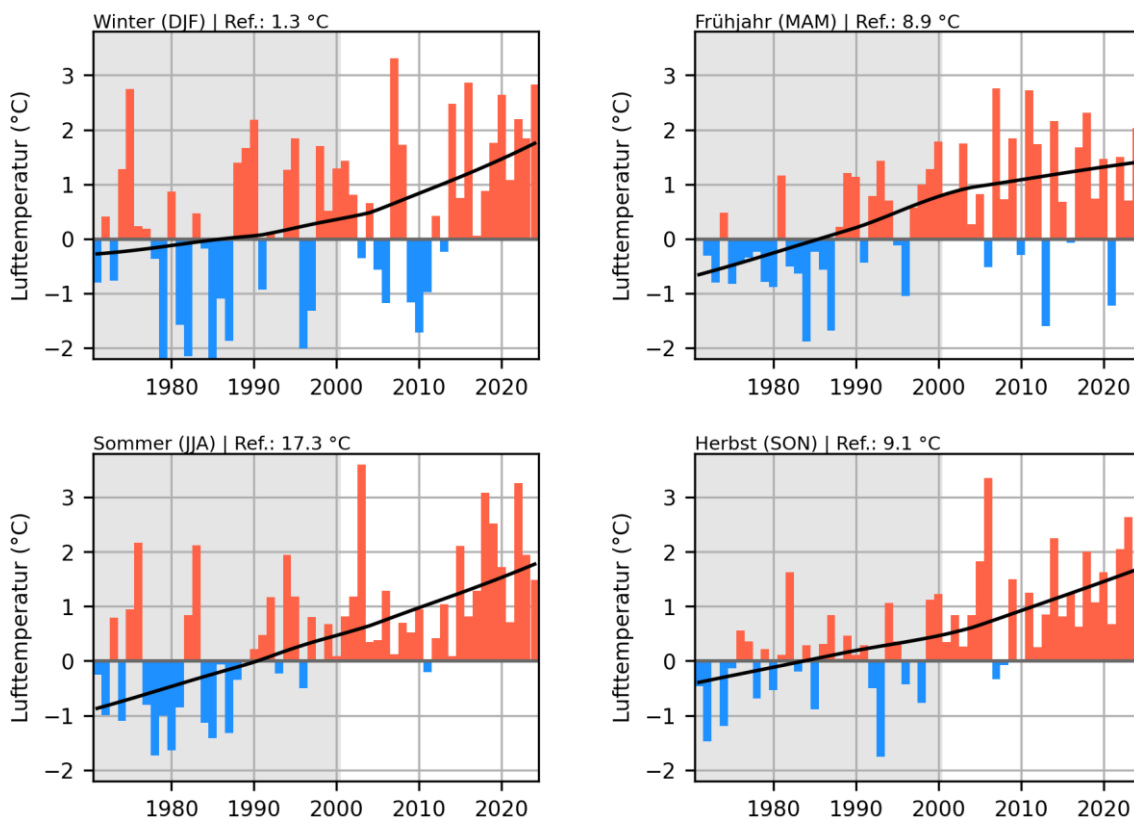 Winter (DJF) | Ref.: 1.3 °C
Lufttemperatur (°C)
3
2
1
0
−1
−2
1980 1990 2000 2010 2020
Frühjahr (MAM) | Ref.: 8.9 °C
Lufttemperatur (°C)
3
2
1
0
−1
−2
1980 1990 2000 2010 2020
Sommer (JJA) | Ref.: 17.3 °C
Lufttemperatur (°C)
3
2
1
0
−1
−2
1980 1990 2000 2010 2020
Herbst (SON) | Ref.: 9.1 °C
Lufttemperatur (°C)
3
2
1
0
−1
−2
1980 1990 2000 2010 2020